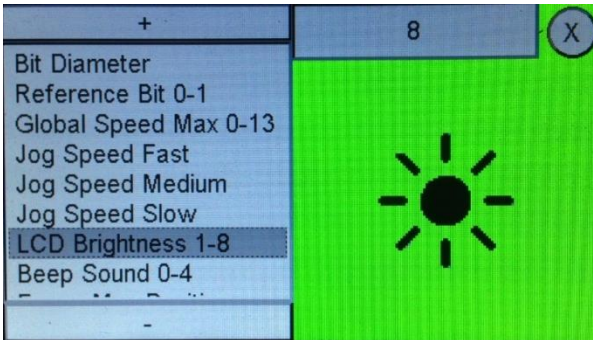 +
8
X
Bit Diameter
Reference Bit 0-1
Global Speed Max 0-13
Jog Speed Fast
Jog Speed Medium
Jog Speed Slow
LCD Brightness 1-8
Beep Sound 0-4
-